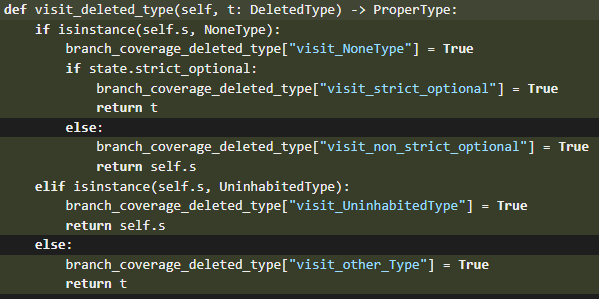 def visit_deleted_type(self, t: DeletedType) -> ProperType:
    if isinstance(self.s, NoneType):
        branch_coverage_deleted_type["visit_NoneType"] = True
        if state.strict_optional:
            branch_coverage_deleted_type["visit_strict_optional"] = True
            return t
        else:
            branch_coverage_deleted_type["visit_non_strict_optional"] = True
            return self.s
    elif isinstance(self.s, UninhabitedType):
        branch_coverage_deleted_type["visit_UninhabitedType"] = True
        return self.s
    else:
        branch_coverage_deleted_type["visit_other_Type"] = True
        return t